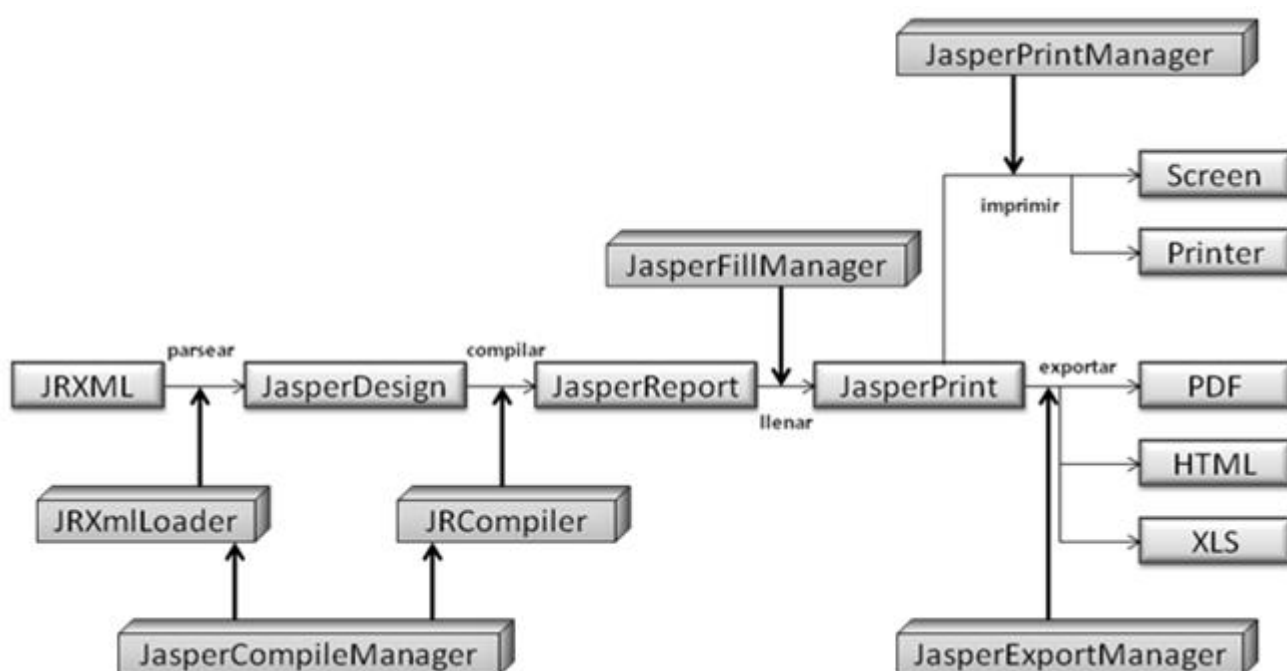 JasperPrintManager
Screen
imprimir
Printer
JasperFillManager
parsear
compilar
exportar
JRXML
JasperDesign
JasperReport
JasperPrint
PDF
llenar
HTML
JRXmlLoader
JRCompiler
XLS
JasperCompileManager
JasperExportManager